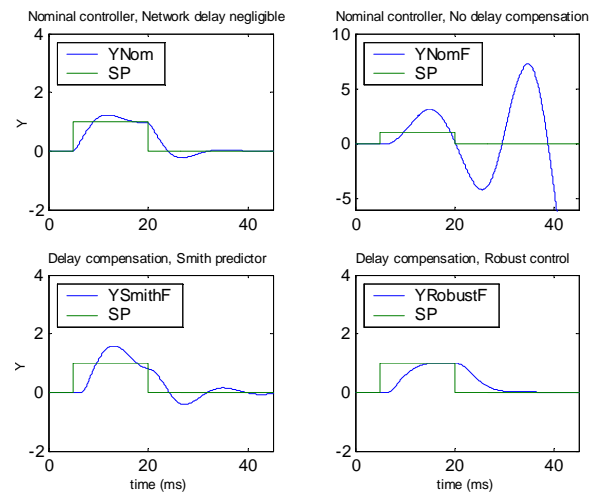 Nominal controller, Network delay negligible
4
2
0
-2
Y
YNom
SP
0
20
40
Nominal controller, No delay compensation
10
5
0
-5
YNomF
SP
0
20
40
Delay compensation, Smith predictor
4
2
0
-2
Y
YSmithF
SP
0
20
40
time (ms)
Delay compensation, Robust control
4
2
0
-2
YRobustF
SP
0
20
40
time (ms)